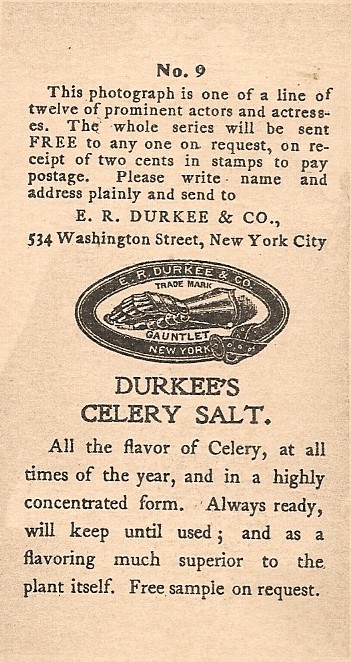 No. 9
This photograph is one of a line of
twelve of prominent actors and actress-
es. The whole series will be sent
FREE to any one on request, on re-
ceipt of two cents in stamps to pay
postage. Please write name and
address plainly and send to
E. R. DURKEE & CO.,
534 Washington Street, New York City
E. R. DURKEE & CO.
TRADE MARK
GAUNTLET
NEW YORK
DURKEE'S
CELERY SALT.
All the flavor of Celery, at all
times of the year, and in a highly
concentrated form. Always ready,
will keep until used; and as a
flavoring much superior to the
plant itself. Free sample on request.